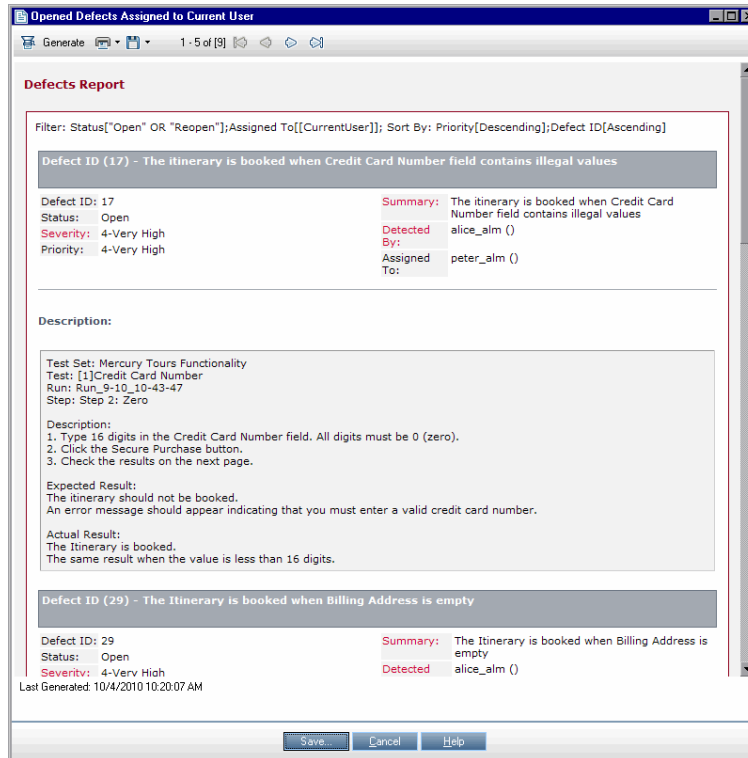 Opened Defects Assigned to Current User
Generate 1 - 5 of [9]
Defects Report
Filter: Status["Open" OR "Reopen"];Assigned To[[CurrentUser]]; Sort By: Priority[Descending];Defect ID[Ascending]
Defect ID (17) - The itinerary is booked when Credit Card Number field contains illegal values
Defect ID: 17
Status: Open
Severity: 4-Very High
Priority: 4-Very High
Summary: The itinerary is booked when Credit Card
Number field contains illegal values
Detected alice_alm ()
By:
Assigned peter_alm ()
To:
Description:
Test Set: Mercury Tours Functionality
Test: [1]Credit Card Number
Run: Run_9-10_10-43-47
Step: Step 2: Zero
Description:
1. Type 16 digits in the Credit Card Number field. All digits must be 0 (zero).
2. Click the Secure Purchase button.
3. Check the results on the next page.
Expected Result:
The itinerary should not be booked.
An error message should appear indicating that you must enter a valid credit card number.
Actual Result:
The Itinerary is booked.
The same result when the value is less than 16 digits.
Defect ID (29) - The Itinerary is booked when Billing Address is empty
Defect ID: 29
Status: Open
Severity: 4-Very High
Summary: The Itinerary is booked when Billing Address is
empty
Detected alice_alm ()
Last Generated: 10/4/2010 10:20:07 AM
Save... Cancel Help